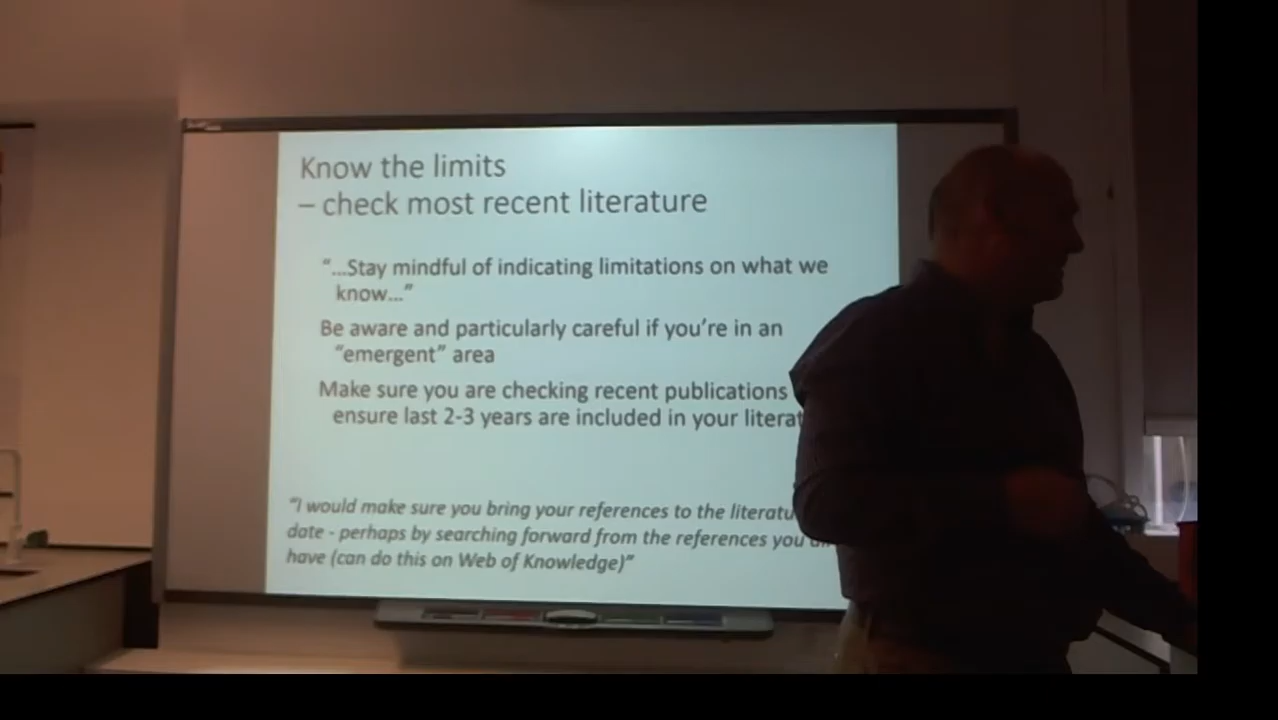 Know the limits
– check most recent literature
“...Stay mindful of indicating limitations on what we
know...”
Be aware and particularly careful if you’re in an
“emergent” area
Make sure you are checking recent publications
ensure last 2-3 years are included in your literat
“I would make sure you bring your references to the literatu
date - perhaps by searching forward from the references you
have (can do this on Web of Knowledge)”